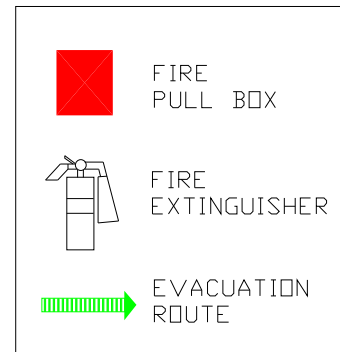 FIRE
PULL BOX
FIRE
EXTINGUISHER
EVACUATION
ROUTE